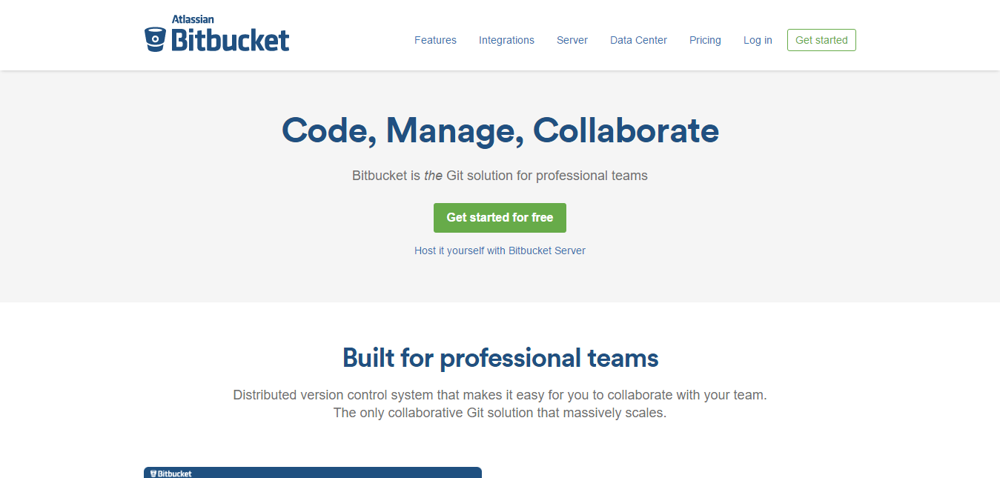 Atlassian
Bitbucket
Features Integrations Server Data Center Pricing Log in Get started
Code, Manage, Collaborate
Bitbucket is the Git solution for professional teams
Get started for free
Host it yourself with Bitbucket Server
Built for professional teams
Distributed version control system that makes it easy for you to collaborate with your team.
The only collaborative Git solution that massively scales.
Bitbucket